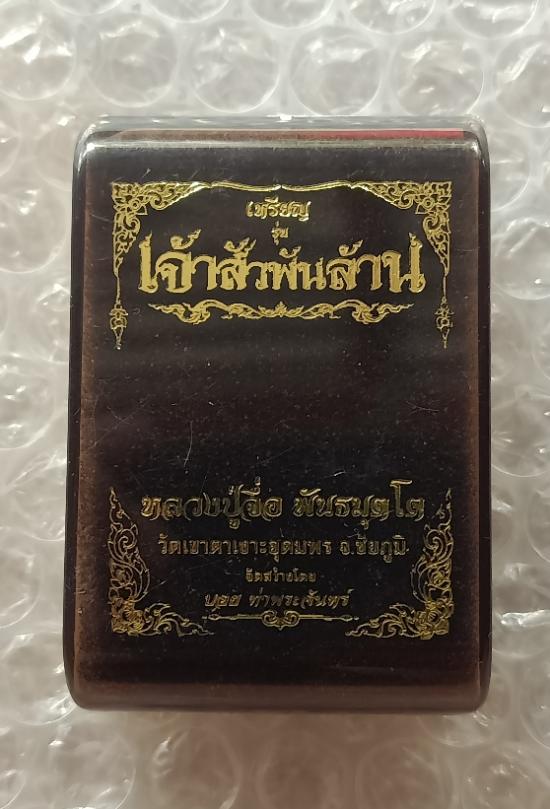 เหรียญ
รุ่น
เจ้าสัวพันล้าน
หลวงปู่จื่อ พันธมุตโต
วัดเขาตาเงาะอุดมพร จ.ชัยภูมิ
จัดสร้างโดย
บอย ท่าพระจันทร์